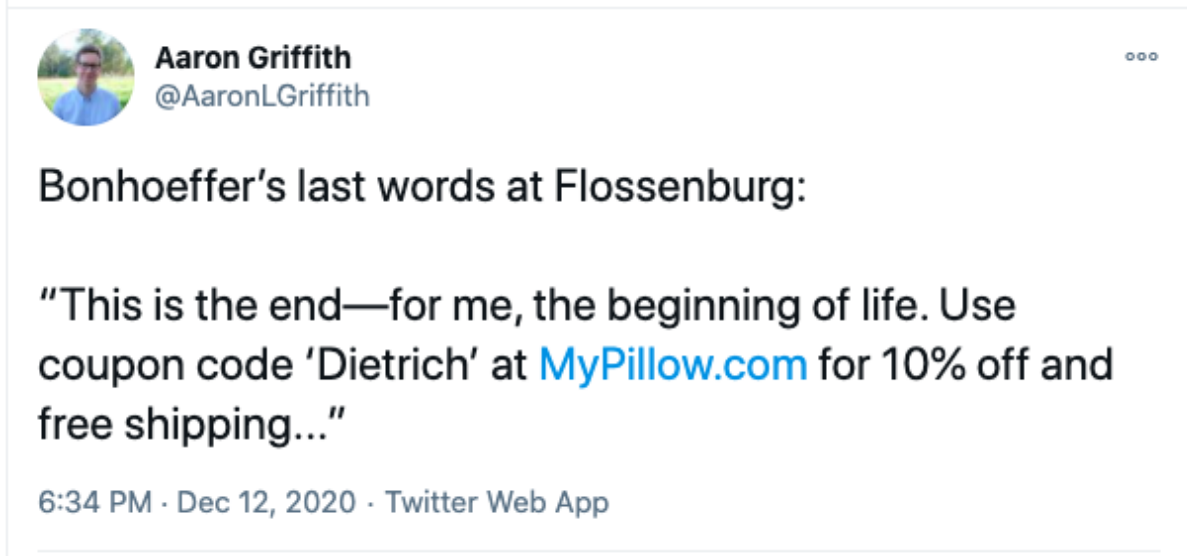 Aaron Griffith
@AaronLGriffith
Bonhoeffer’s last words at Flossenburg:
“This is the end—for me, the beginning of life. Use
coupon code ‘Dietrich’ at MyPillow.com for 10% off and
free shipping...”
6:34 PM · Dec 12, 2020 · Twitter Web App